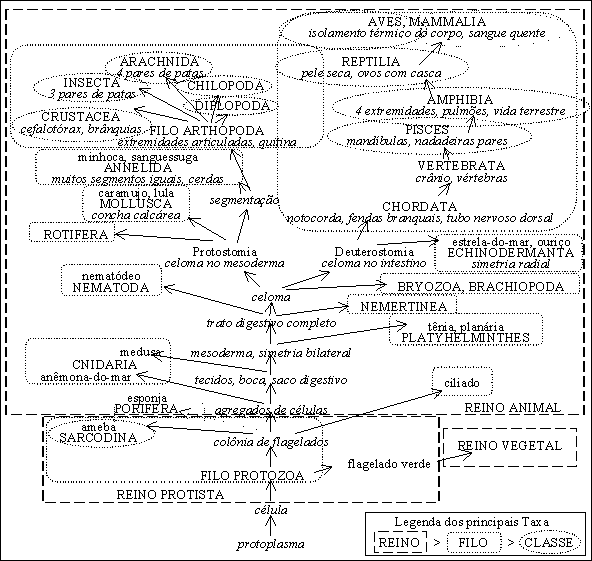 AVES, MAMMALIA
isolamento térmico do corpo, sangue quente
REPTILIA
pele seca, ovos com casca
AMPHIBIA
4 extremidades, pulmões, vida terrestre
PISCES
mandíbulas, nadadeiras pares
VERTEBRATA
crânio, vértebras
CHORDATA
notocorda, fendas branquais, tubo nervoso dorsal
ARACHNIDA
4 pares de patas
INSECTA
3 pares de patas
CHILOPODA
DIPLOPODA
CRUSTACEA
cefalotórax, brânquias
FILO ARTHOPODA
extremidades articuladas, quitina
minhoca, sanguessuga
ANNELIDA
muitos segmentos iguais, cerdas
segmentação
caramujo, lula
MOLLUSCA
concha calcárea
ROTIFERA
Protostomia
celoma no mesoderma
Deuterostomia
celoma no intestino
estrela-do-mar, ouriço
ECHINODERMANTA
simetria radial
nematódeo
NEMATODA
celoma
BRYOZOA, BRACHIOPODA
NEMERTINEA
trato digestivo completo
tênia, planária
PLATYHELMINTHES
mesoderma, simetria bilateral
medusa
CNIDARIA
anêmona-do-mar
tecidos, boca, saco digestivo
ciliado
esponja
PORIFERA
agregados de células
REINO ANIMAL
ameba
SARCODINA
colônia de flagelados
REINO VEGETAL
flagelado verde
FILO PROTOZOA
REINO PROTISTA
célula
protoplasma
Legenda dos principais Taxa
REINO > FILO > CLASSE